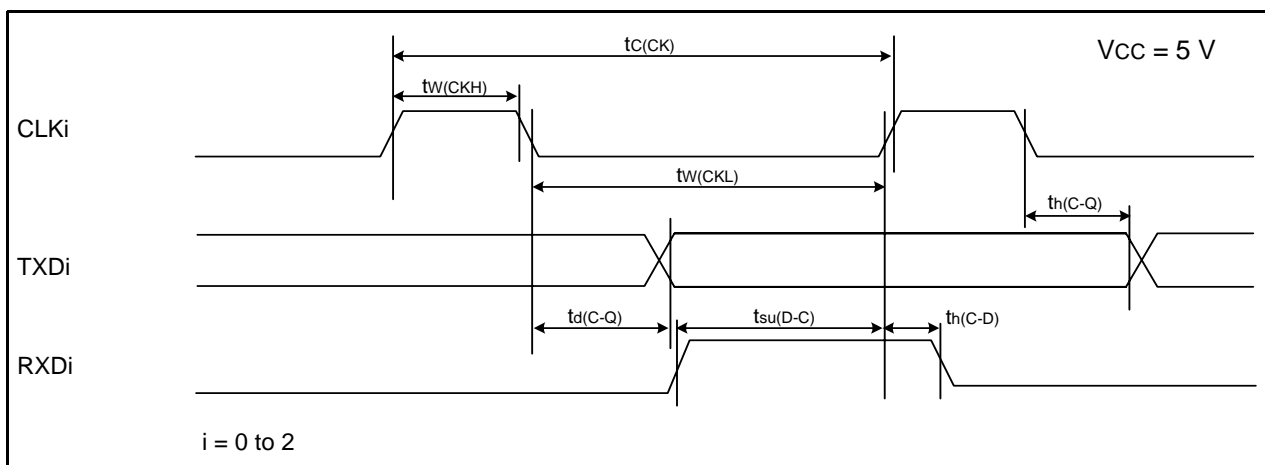 tC(CK)
VCC = 5 V
tW(CKH)
CLKi
tW(CKL)
th(C-Q)
TXDi
td(C-Q)
tsu(D-C)
th(C-D)
RXDi
i = 0 to 2